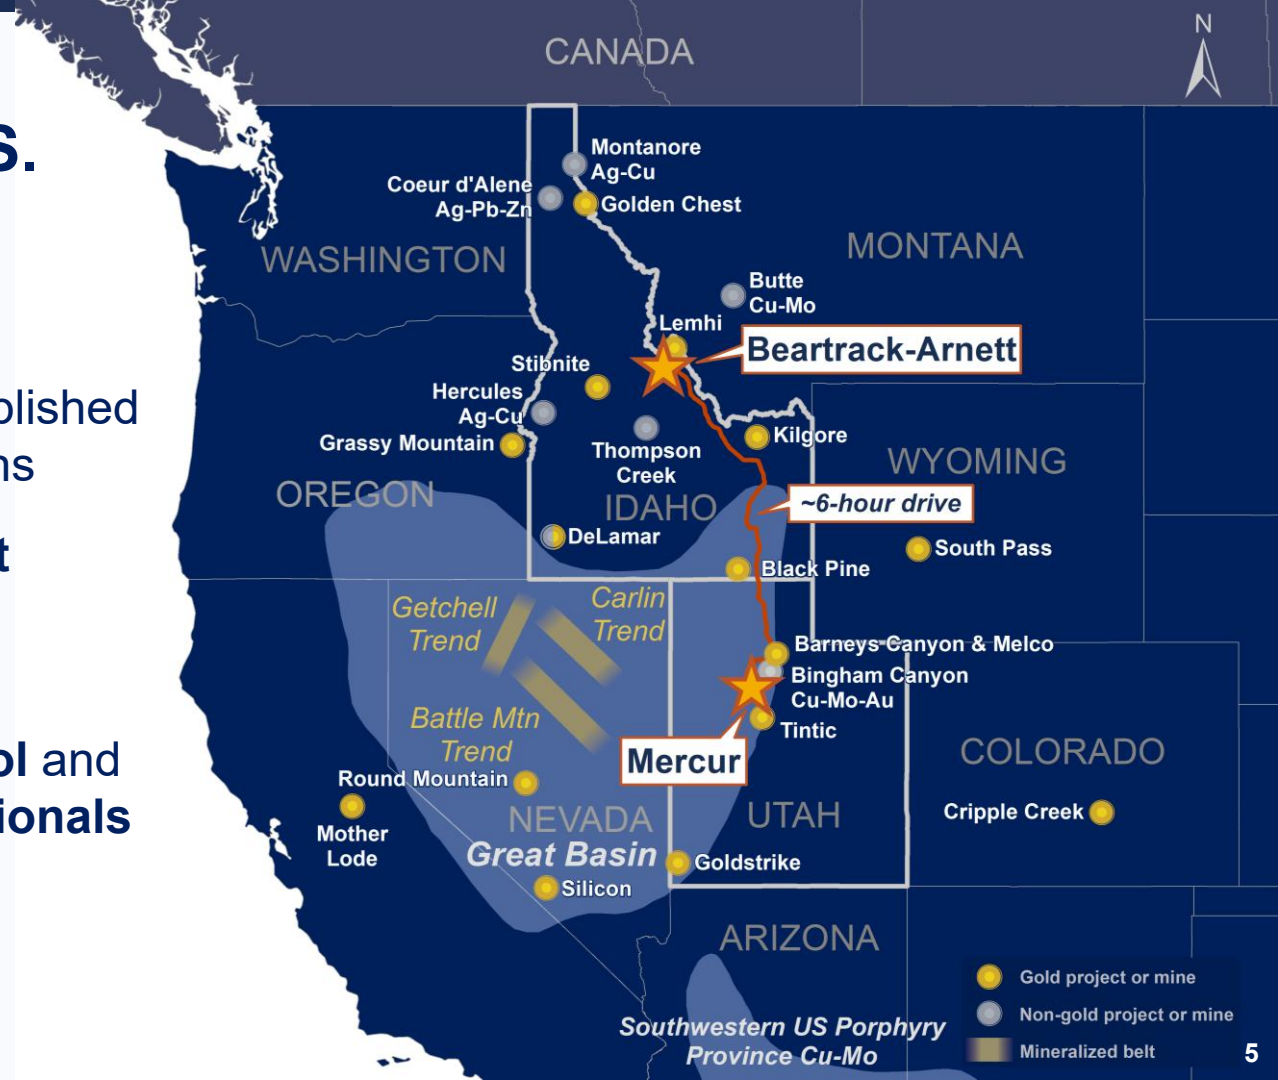 S.
CANADA
N
Montanore
Ag-Cu
Coeur d'Alene
Ag-Pb-Zn
Golden Chest
WASHINGTON
MONTANA
Butte
Cu-Mo
Lemhi
Beartrack-Arnett
Stibnite
Hercules
Ag-Cu
Grassy Mountain
Thompson
Creek
Kilgore
WYOMING
OREGON
IDAHO
~6-hour drive
DeLamar
South Pass
Black Pine
Getchell
Trend
Carlin
Trend
Barneys Canyon & Melco
Bingham Canyon
Cu-Mo-Au
Battle Mtn
Trend
Tintic
Mercur
COLORADO
Round Mountain
Mother
Lode
NEVADA
UTAH
Cripple Creek
Great Basin
Goldstrike
Silicon
ARIZONA
Southwestern US Porphyry
Province Cu-Mo
Gold project or mine
Non-gold project or mine
Mineralized belt
olished
ns
t
ol and
ionals
5